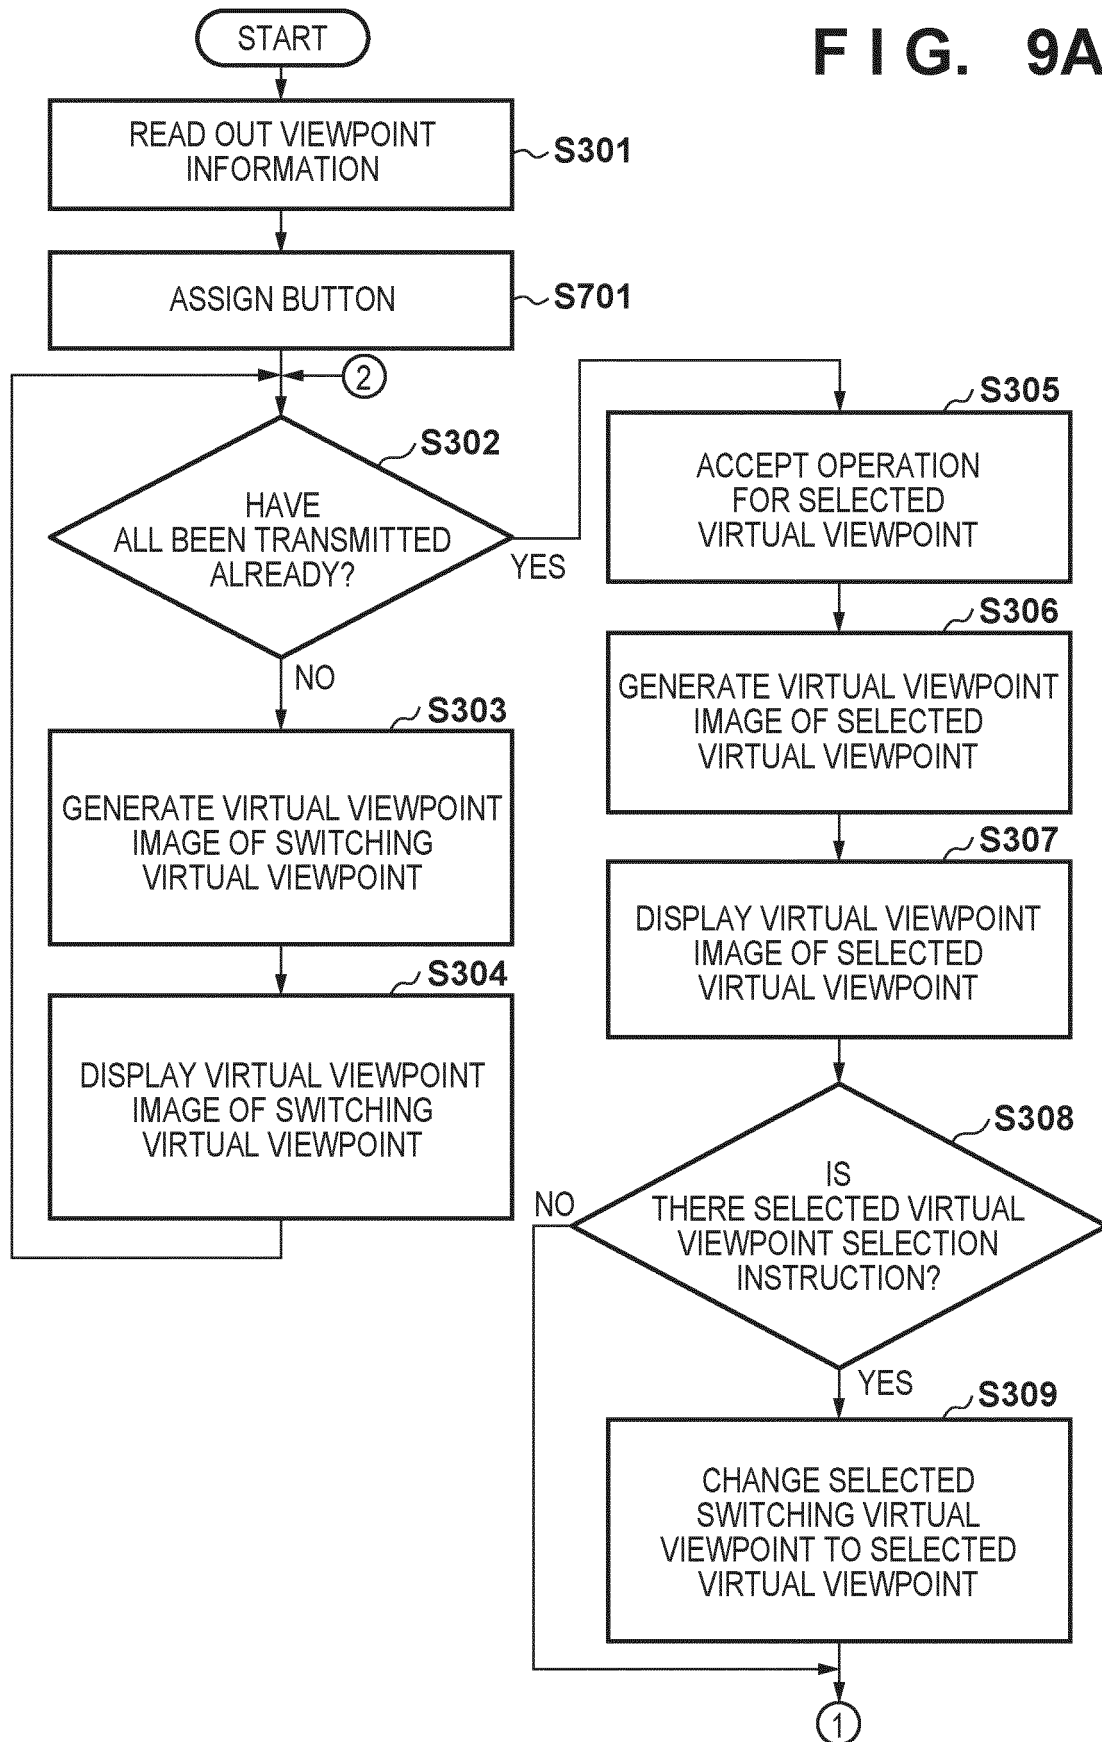 FIG. 9A
START
READ OUT VIEWPOINT
INFORMATION
S301
ASSIGN BUTTON
S701
2
S302
HAVE
ALL BEEN TRANSMITTED
ALREADY?
YES
NO
S303
GENERATE VIRTUAL VIEWPOINT
IMAGE OF SWITCHING
VIRTUAL VIEWPOINT
S304
DISPLAY VIRTUAL VIEWPOINT
IMAGE OF SWITCHING
VIRTUAL VIEWPOINT
S305
ACCEPT OPERATION
FOR SELECTED
VIRTUAL VIEWPOINT
S306
GENERATE VIRTUAL VIEWPOINT
IMAGE OF SELECTED
VIRTUAL VIEWPOINT
S307
DISPLAY VIRTUAL VIEWPOINT
IMAGE OF SELECTED
VIRTUAL VIEWPOINT
S308
IS
THERE SELECTED VIRTUAL
VIEWPOINT SELECTION
INSTRUCTION?
NO
YES
S309
CHANGE SELECTED
SWITCHING VIRTUAL
VIEWPOINT TO SELECTED
VIRTUAL VIEWPOINT
1